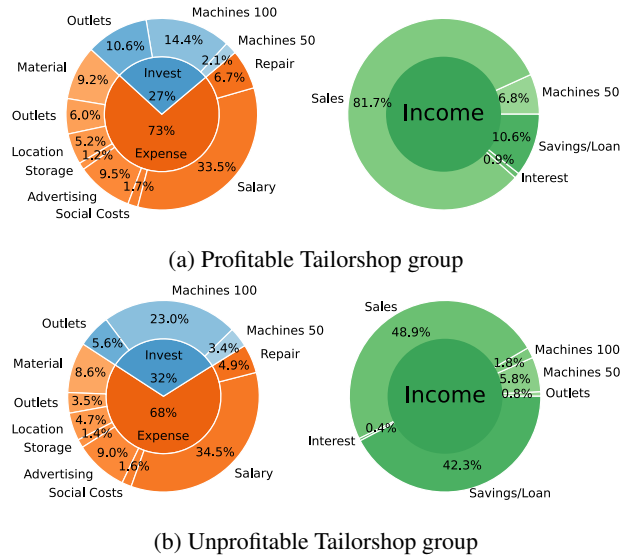 Machines 100
Outlets
Machines 50
14.4%
10.6%
2.1%
Repair
Material
Invest
6.7%
9.2%
27%
Outlets
6.0%
73%
Location
5.2%
Storage
1.2%
Expense
9.5%
33.5%
Advertising
1.7%
Salary
Social Costs
Sales
81.7%
Income
6.8%
Machines 50
10.6%
Savings/Loan
0.9%
Interest
(a) Profitable Tailorshop group
Machines 100
23.0%
Outlets
Machines 50
5.6%
3.4%
Repair
Material
Invest
4.9%
8.6%
32%
Outlets
3.5%
68%
Location
4.7%
Storage
1.4%
Expense
9.0%
34.5%
Advertising
1.6%
Salary
Social Costs
Sales
48.9%
Machines 100
1.8%
Machines 50
5.8%
Income
0.8%
Outlets
0.4%
Interest
42.3%
Savings/Loan
(b) Unprofitable Tailorshop group